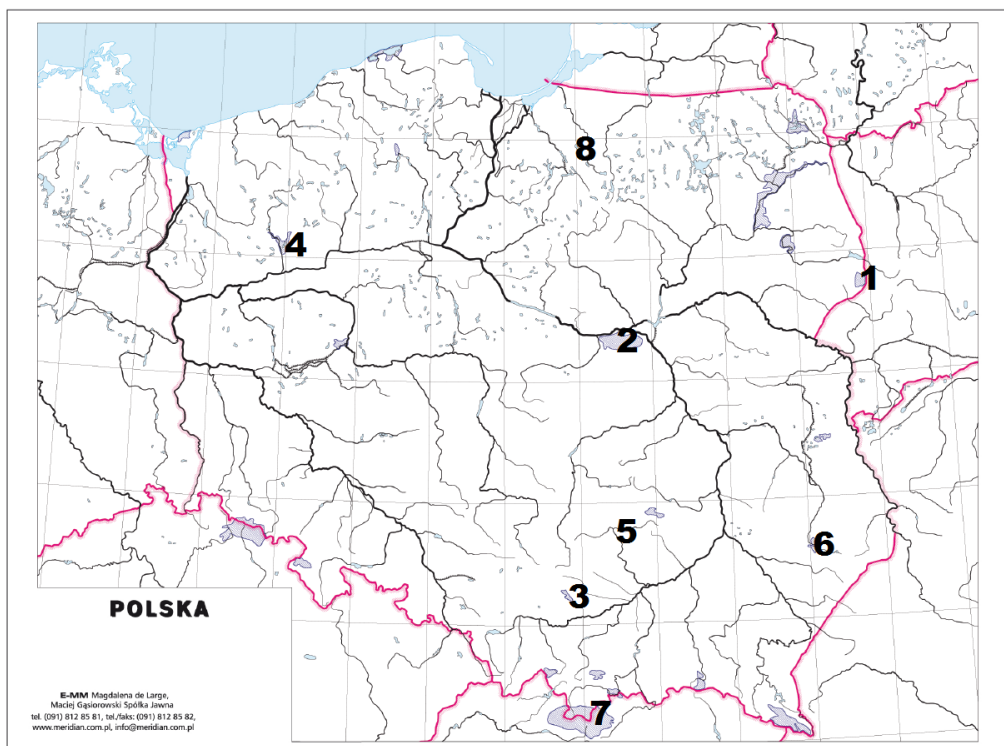 8
4
1
2
5
6
3
7
POLSKA
E-MM Magdalena de Large,
Maciej Gąsiorowski Spółka Jawna
tel. (091) 812 85 81, tel./faks: (091) 812 85 82,
www.meridian.com.pl, info@meridian.com.pl